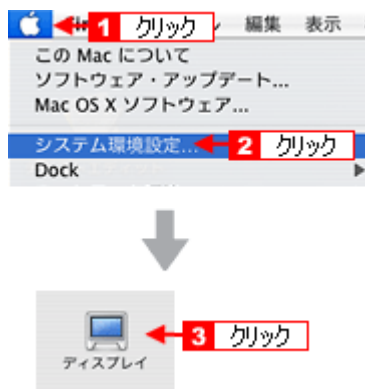 1 クリック 編集 表示
この Mac について
ソフトウェア・アップデート...
Mac OS X ソフトウェア...
システム環境設定... 2 クリック
Dock
3 クリック
ディスプレイ